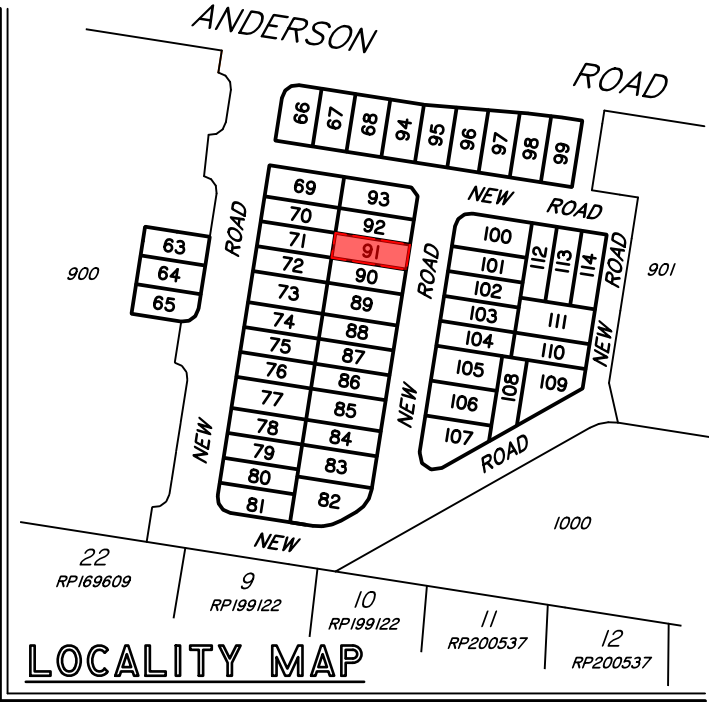 ANDERSON
ROAD
66 67 68 94 95 96 97 98 99
NEW ROAD
69 93
70 92
71 91
72 90
73 89
74 88
75 87
76 86
77 85
78 84
79 83
80
81 82
ROAD
NEW
63
64
65
900
ROAD
NEW
100
101
102
103
104
105
106
107
108
109
110
111
112 113 114
ROAD
NEW
901
ROAD
1000
NEW
22
RP169609
9
RP199122
10
RP199122
11
RP200537
12
RP200537
LOCALITY MAP